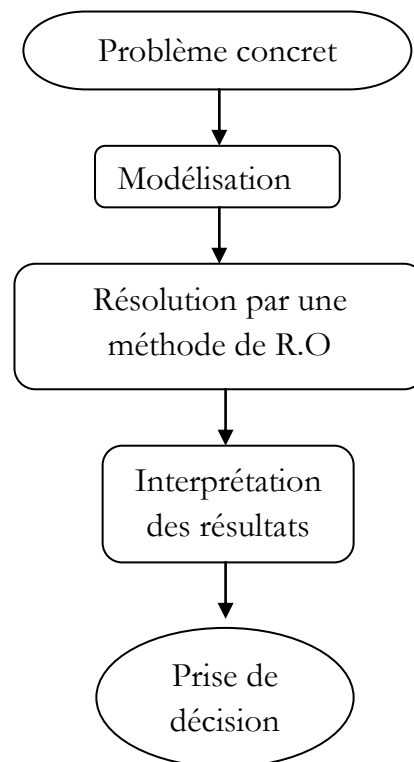 Problème concret
Modélisation
Résolution par une
méthode de R.O
Interprétation
des résultats
Prise de
décision